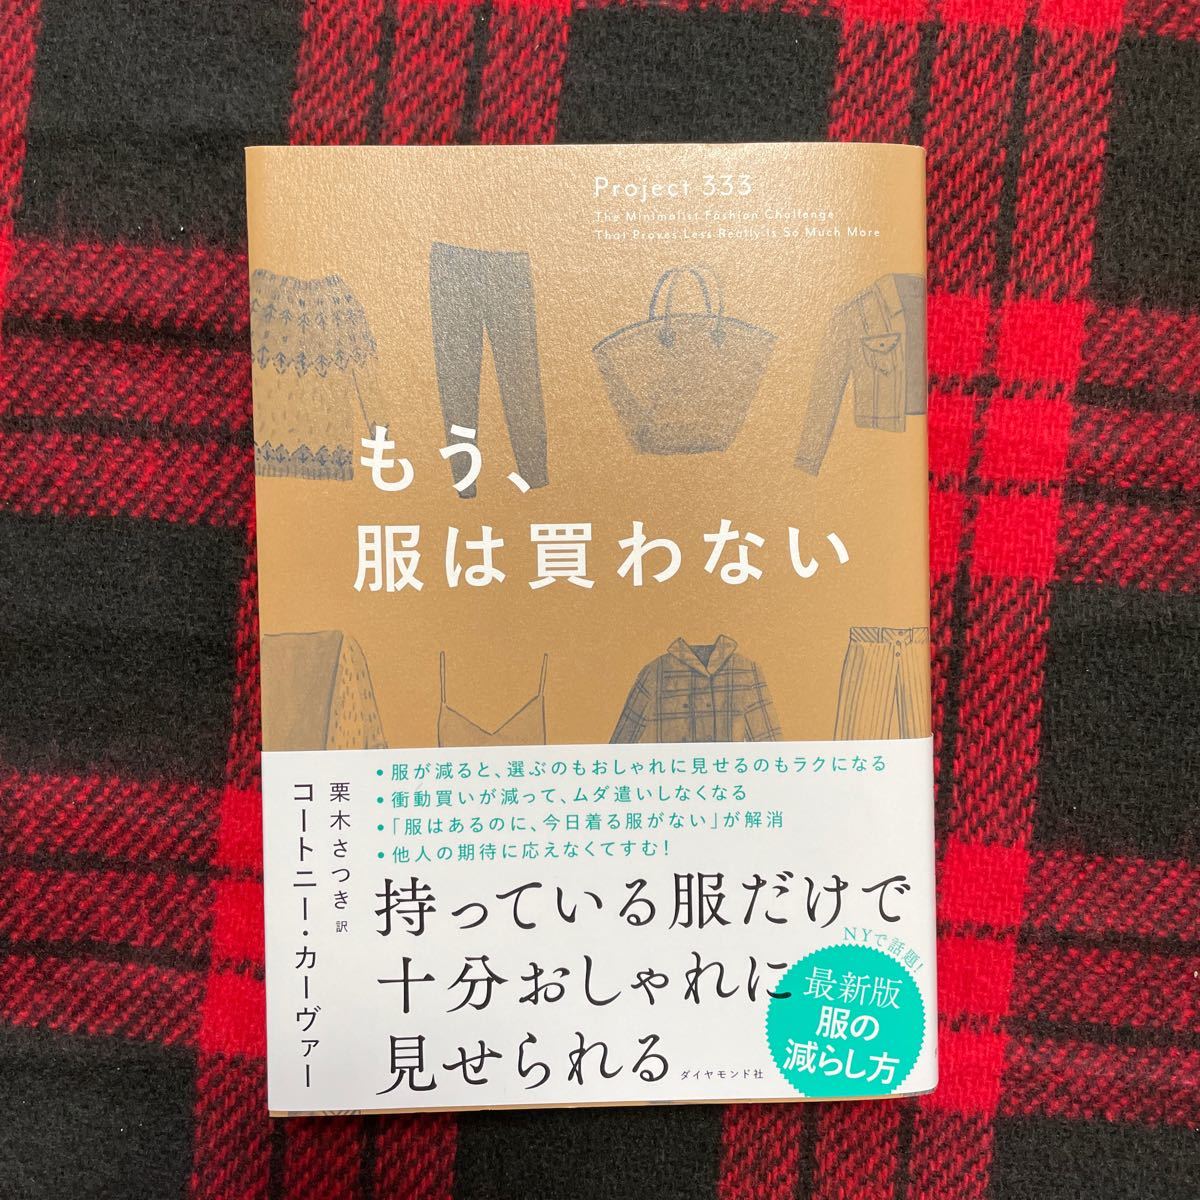 Project 333
The Minimalist Fashion Challenge
That Proves Less Really Is So Much More
もう、
服は買わない
• 服が減ると、選ぶのもおしゃれに見せるのもラクになる
• 衝動買いが減って、ムダ遣いしなくなる
• 「服はあるのに、今日着る服がない」が解消
• 他人の期待に応えなくてすむ!
持っている服だけで
十分おしゃれに
見せられる
コートニー・カーヴァー
栗木さつき 訳
NYで話題!
最新版
服の
減らし方
ダイヤモンド社